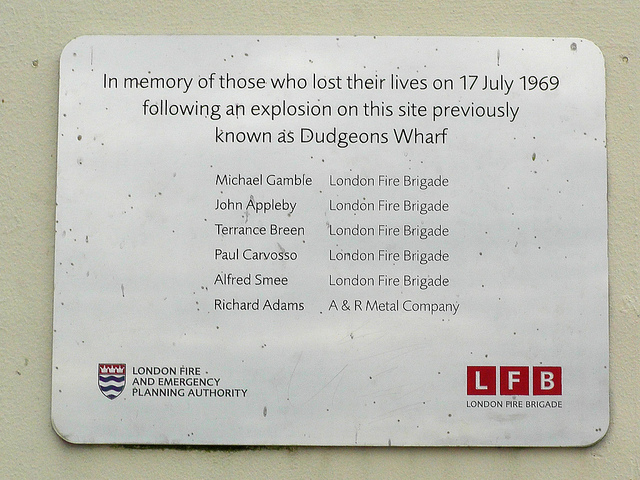 In memory of those who lost their lives on 17 July 1969
following an explosion on this site previously
known as Dudgeons Wharf
Michael Gamble London Fire Brigade
John Appleby London Fire Brigade
Terrance Breen London Fire Brigade
Paul Carvosso London Fire Brigade
Alfred Smee London Fire Brigade
Richard Adams A & R Metal Company
LONDON FIRE
AND EMERGENCY
PLANNING AUTHORITY
LFB
LONDON FIRE BRIGADE